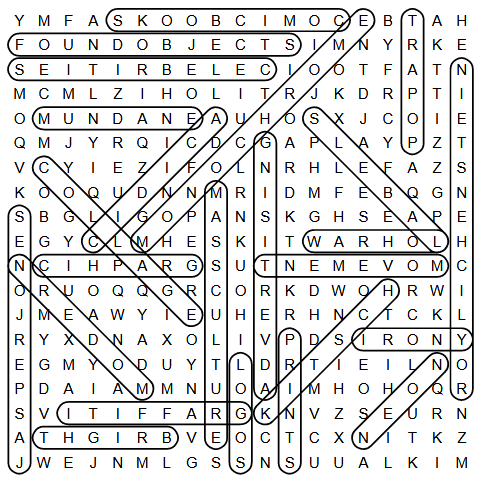 Y M F A S K O O B C I M O C E B T A H
F O U N D O B J E C T S I M N Y R K E
S E I T I R B E L E C I O O T F A T N
M C M L Z I H O L I T R J K D R P T I
O M U N D A N E A U H O S X J C O I E
Q M J Y R Q I C D C G A P L A Y P Z T
V C Y I E Z I F O L N R H L E F A Z S
K O O Q U D N N M R I D M F E B Q G N
S B G L I G O P A N S K G H S E A P E
E G Y C L M H E S K I T W A R H O L H
N C I H P A R G S U T N E M E V O M C
O R U O Q Q G R C O R K D W O H R W I
J M E A W Y I E U H E R H N C T C K L
R Y X D N A X O L I V P D S I R O N Y
E G M Y O D U Y T L D R T I E I L N O
P D A I A M M N U O A I M H O H O Q R
S V I T I F F A R G K N V Z S E U R N
A T H G I R B V E O C T C X N I T K Z
J W E J N M L G S S N S U U A L K I M